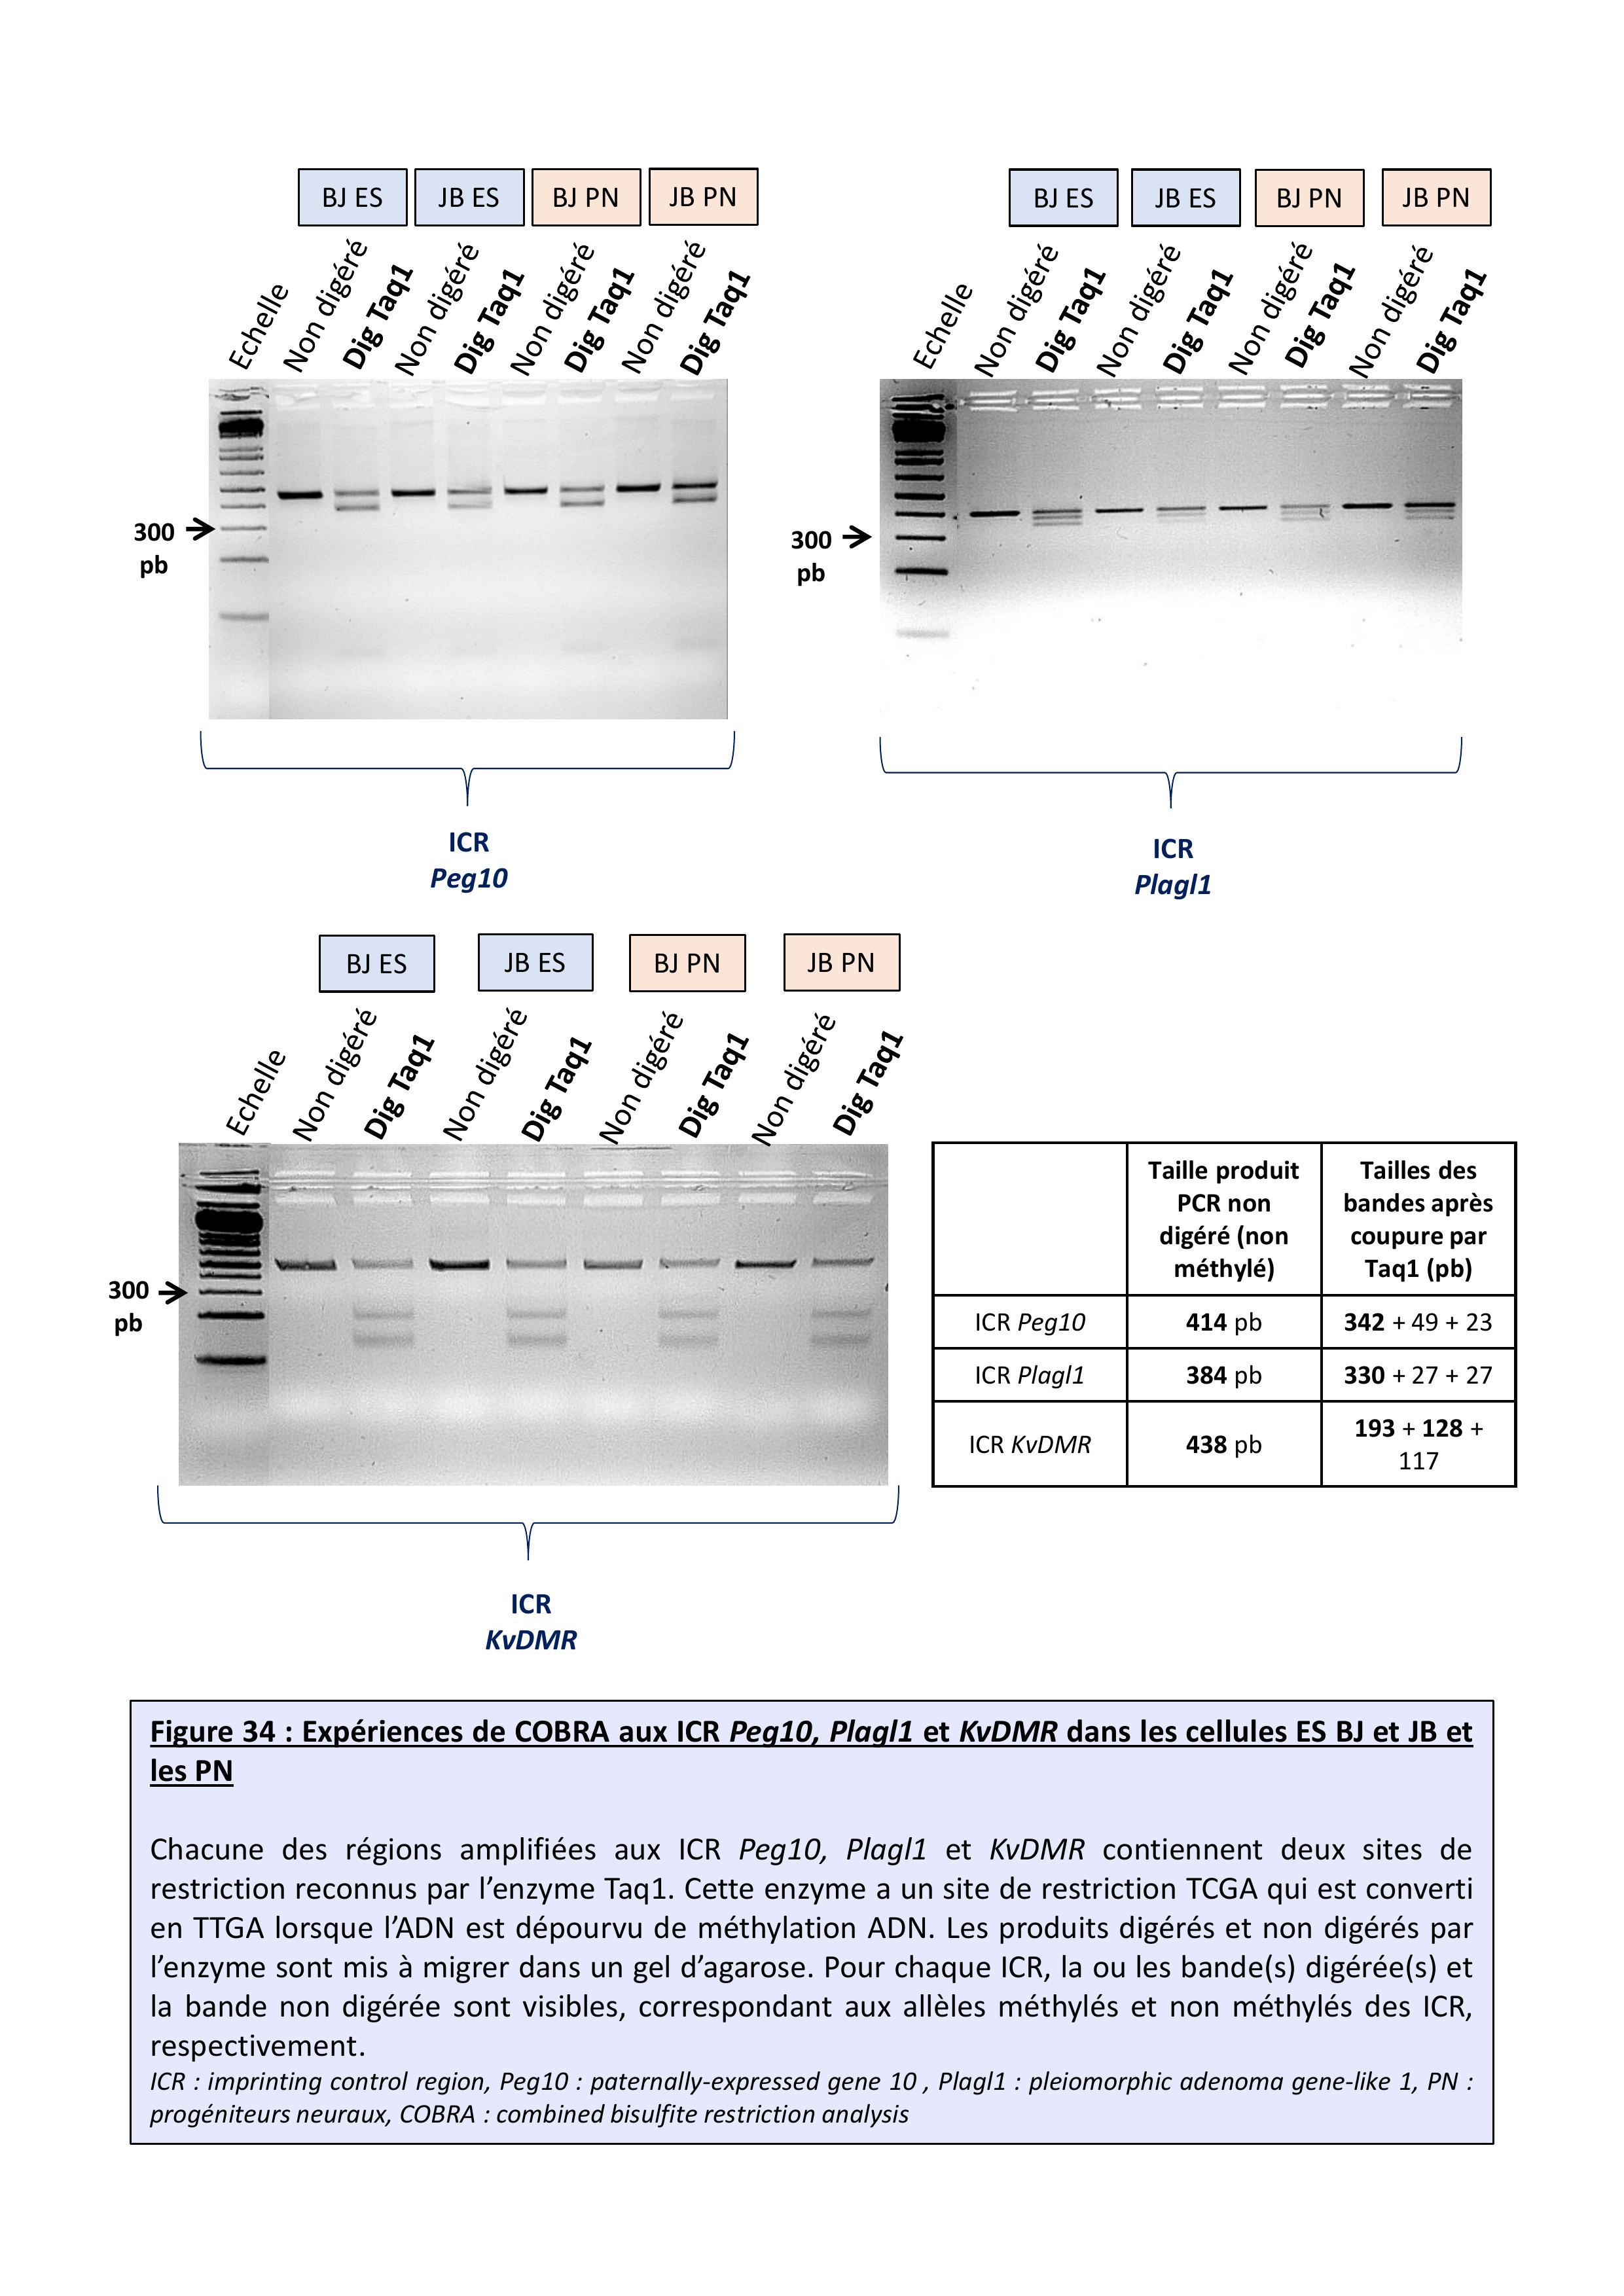 BJ ES
JB ES
BJ PN
JB PN
Echelle
Non digéré
Dig Taq1
Non digéré
Dig Taq1
Non digéré
Dig Taq1
Non digéré
Dig Taq1
300
pb
ICR
Peg10
BJ ES
JB ES
BJ PN
JB PN
Echelle
Non digéré
Dig Taq1
Non digéré
Dig Taq1
Non digéré
Dig Taq1
Non digéré
Dig Taq1
300
pb
ICR
Plagl1
BJ ES
JB ES
BJ PN
JB PN
Echelle
Non digéré
Dig Taq1
Non digéré
Dig Taq1
Non digéré
Dig Taq1
Non digéré
Dig Taq1
300
pb
ICR
KvDMR
Taille produit
PCR non
digéré (non
méthylé)
Tailles des
bandes après
coupure par
Taq1 (pb)
ICR Peg10
414 pb
342 + 49 + 23
ICR Plagl1
384 pb
330 + 27 + 27
ICR KvDMR
438 pb
193 + 128 +
117
Figure 34 : Expériences de COBRA aux ICR Peg10, Plagl1 et KvDMR dans les cellules ES BJ et JB et
les PN
Chacune des régions amplifiées aux ICR Peg10, Plagl1 et KvDMR contiennent deux sites de
restriction reconnus par l’enzyme Taq1. Cette enzyme a un site de restriction TCGA qui est converti
en TTGA lorsque l’ADN est dépourvu de méthylation ADN. Les produits digérés et non digérés par
l’enzyme sont mis à migrer dans un gel d’agarose. Pour chaque ICR, la ou les bande(s) digérée(s) et
la bande non digérée sont visibles, correspondant aux allèles méthylés et non méthylés des ICR,
respectivement.
ICR : imprinting control region, Peg10 : paternally-expressed gene 10 , Plagl1 : pleiomorphic adenoma gene-like 1, PN :
progéniteurs neuraux, COBRA : combined bisulfite restriction analysis